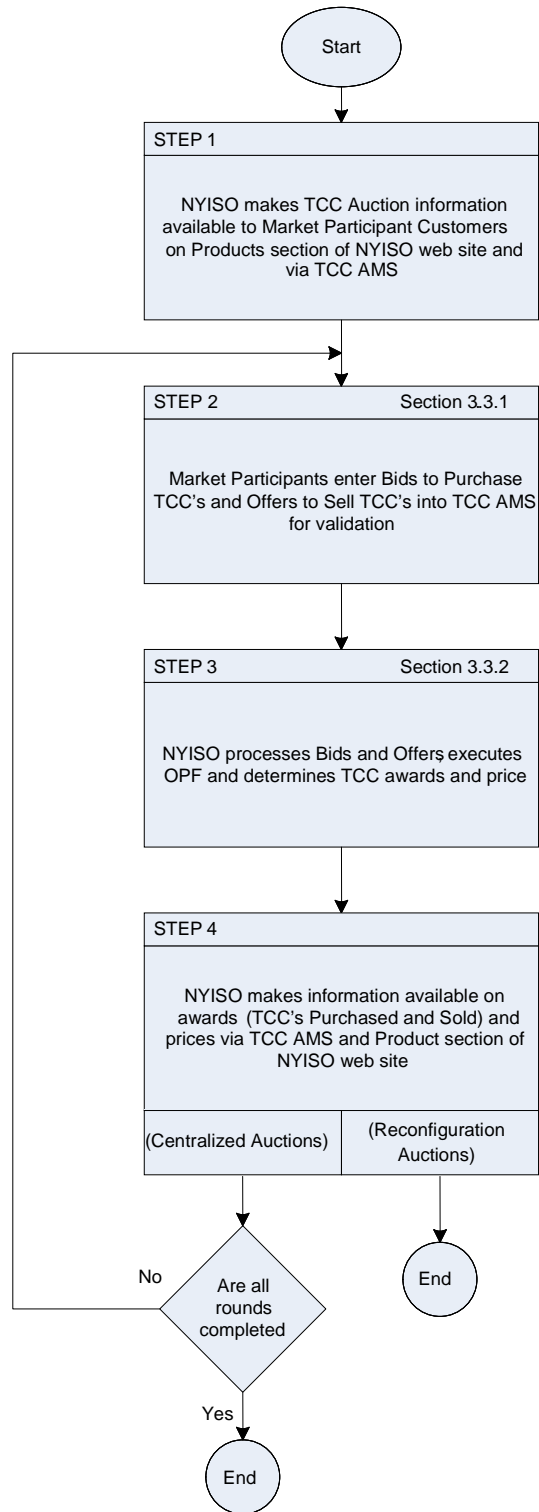 Start
STEP 1
NYISO makes TCC Auction information
available to Market Participant Customers
on Products section of NYISO web site and
via TCC AMS
STEP 2 Section 3.3.1
Market Participants enter Bids to Purchase
TCC's and Offers to Sell TCC's into TCC AMS
for validation
STEP 3 Section 3.3.2
NYISO processes Bids and Offers, executes
OPF and determines TCC awards and price
STEP 4
NYISO makes information available on
awards (TCC's Purchased and Sold) and
prices via TCC AMS and Product section of
NYISO web site
(Centralized Auctions)
(Reconfiguration
Auctions)
No
Are all
rounds
completed
End
Yes
End